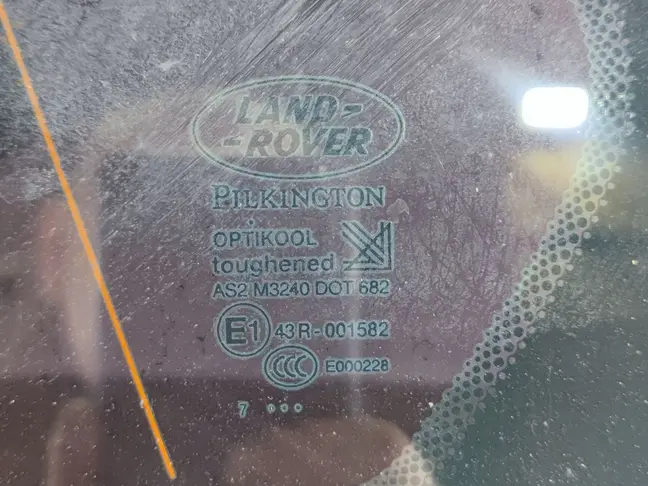 LAND-
-ROVER
PILKINGTON
OPTIKOOL
toughened
AS2 M3240 DOT 682
E1 43R-001582
CCC E000228
7 ...